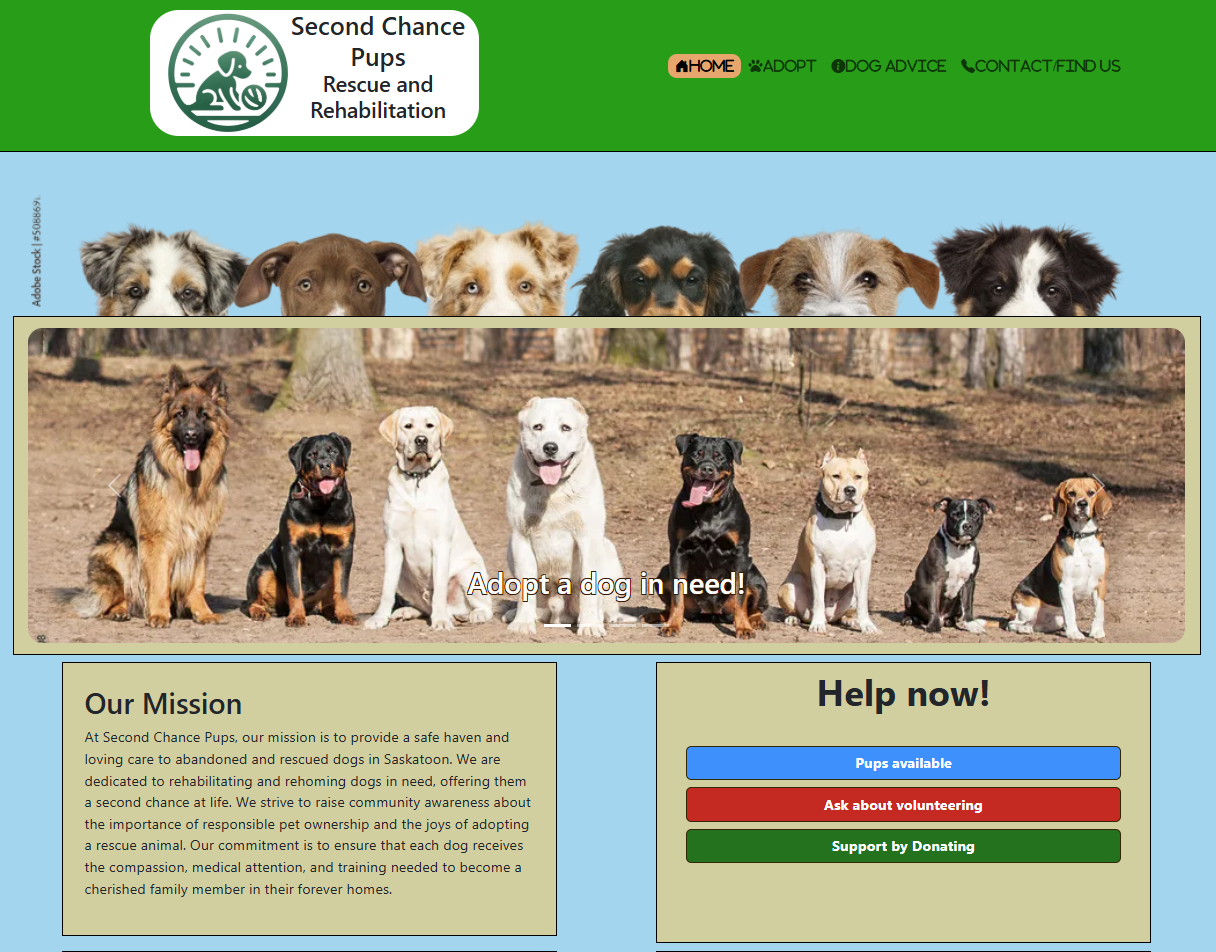 Second Chance
Pups
Rescue and
Rehabilitation
HOME
ADOPT
DOG ADVICE
CONTACT/FIND US
Adobe Stock | #508869
Adopt a dog in need!
Our Mission
At Second Chance Pups, our mission is to provide a safe haven and
loving care to abandoned and rescued dogs in Saskatoon. We are
dedicated to rehabilitating and rehoming dogs in need, offering them
a second chance at life. We strive to raise community awareness about
the importance of responsible pet ownership and the joys of adopting
a rescue animal. Our commitment is to ensure that each dog receives
the compassion, medical attention, and training needed to become a
cherished family member in their forever homes.
Help now!
Pups available
Ask about volunteering
Support by Donating